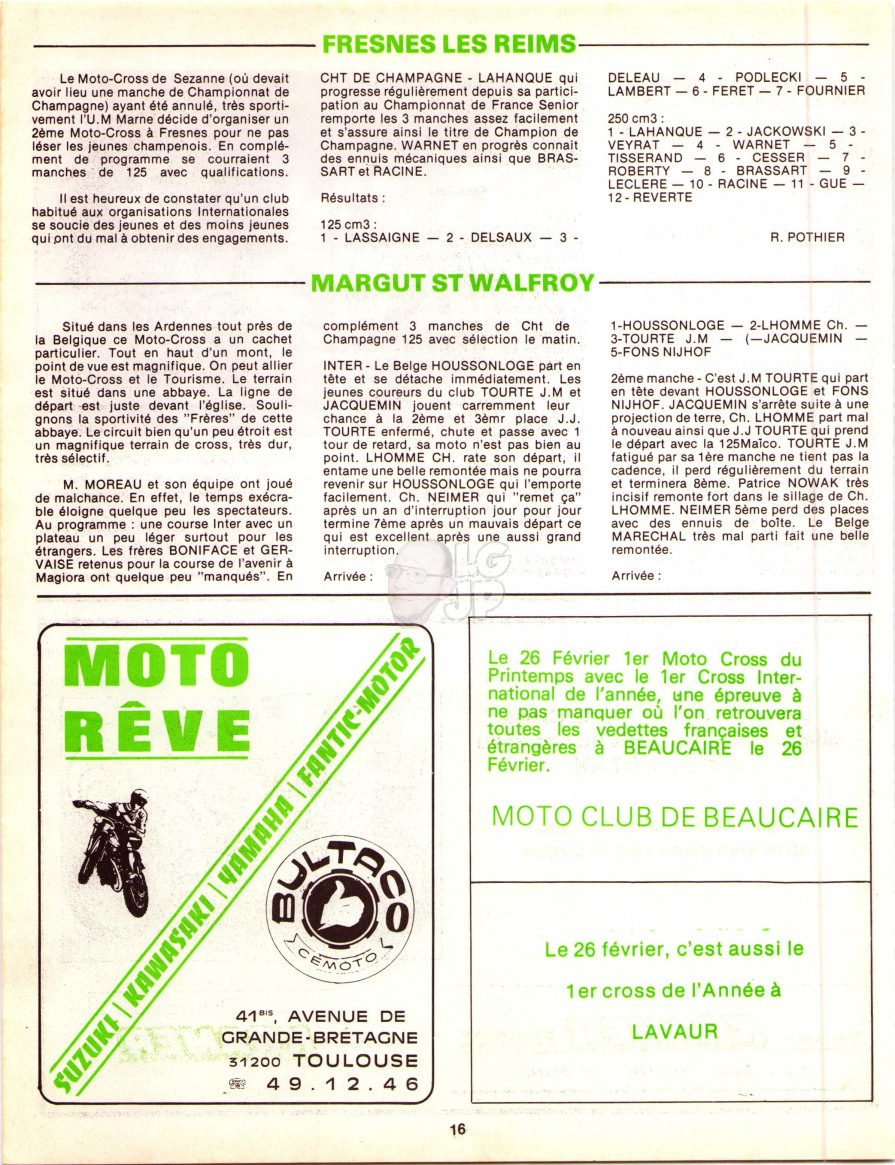 FRESNES LES REIMS
Le Moto-Cross de Sezanne (où devait
avoir lieu une manche de Championnat de
Champagne) ayant été annulé, très sporti-
vement l'U.M Marne décide d'organiser un
2ème Moto-Cross à Fresnes pour ne pas
léser les jeunes champenois. En complé-
ment de programme se courraient 3
manches de 125 avec qualifications.
Il est heureux de constater qu'un club
habitué aux organisations Internationales
se soucie des jeunes et des moins jeunes
qui ont du mal à obtenir des engagements.
CHT DE CHAMPAGNE - LAHANQUE qui
progresse régulièrement depuis sa partici-
pation au Championnat de France Senior
remporte les 3 manches assez facilement
et s'assure ainsi le titre de Champion de
Champagne. WARNET en progrès connait
des ennuis mécaniques ainsi que BRAS-
SART et RACINE.
Résultats :
125 cm3 :
1 - LASSAIGNE — 2 - DELSAUX — 3 -
DELEAU — 4 - PODLECKI — 5 -
LAMBERT — 6 - FERET — 7 - FOURNIER
250 cm3 :
1 - LAHANQUE — 2 - JACKOWSKI — 3 -
VEYRAT — 4 - WARNET — 5 -
TISSERAND — 6 - CESSER — 7 -
ROBERTY — 8 - BRASSART — 9 -
LECLERE — 10 - RACINE — 11 - GUE —
12 - REVERTE
R. POTHIER
MARGUT ST WALFROY
Situé dans les Ardennes tout près de
la Belgique ce Moto-Cross a un cachet
particulier. Tout en haut d'un mont, le
point de vue est magnifique. On peut allier
le Moto-Cross et le Tourisme. Le terrain
est situé dans une abbaye. La ligne de
départ est juste devant l'église. Souli-
gnons la sportivité des "Frères" de cette
abbaye. Le circuit bien qu'un peu étroit est
un magnifique terrain de cross, très dur,
très sélectif.
M. MOREAU et son équipe ont joué
de malchance. En effet, le temps exécra-
ble éloigne quelque peu les spectateurs.
Au programme : une course Inter avec un
plateau un peu léger surtout pour les
étrangers. Les frères BONIFACE et GER-
VAISE retenus pour la course de l'avenir à
Magiora ont quelque peu "manqués". En
complément 3 manches de Cht de
Champagne 125 avec sélection le matin.
INTER - Le Belge HOUSSONLOGE part en
tête et se détache immédiatement. Les
jeunes coureurs du club TOURTE J.M et
JACQUEMIN jouent carremment leur
chance à la 2ème et 3èmr place J.J.
TOURTE enfermé, chute et passe avec 1
tour de retard, sa moto n'est pas bien au
point. LHOMME CH. rate son départ, il
entame une belle remontée mais ne pourra
revenir sur HOUSSONLOGE qui l'emporte
facilement. Ch. NEIMER qui "remet ça"
après un an d'interruption jour pour jour
termine 7ème après un mauvais départ ce
qui est excellent après une aussi grand
interruption.
Arrivée :
1-HOUSSONLOGE — 2-LHOMME Ch. —
3-TOURTE J.M — (—JACQUEMIN —
5-FONS NIJHOF
2ème manche - C'est J.M TOURTE qui part
en tête devant HOUSSONLOGE et FONS
NIJHOF. JACQUEMIN s'arrête suite à une
projection de terre, Ch. LHOMME part mal
à nouveau ainsi que J.J TOURTE qui prend
le départ avec la 125Maïco. TOURTE J.M
fatigué par sa 1ère manche ne tient pas la
cadence, il perd régulièrement du terrain
et terminera 8ème. Patrice NOWAK très
incisif remonte fort dans le sillage de Ch.
LHOMME. NEIMER 5ème perd des places
avec des ennuis de boîte. Le Belge
MARECHAL très mal parti fait une belle
remontée.
Arrivée :
LG
JP
MOTO
RÊVE
SUZUKI | KAWASAKI | YAMAHA | FANTIC-MOTOR
BULTACO
CEMOTO
41BIS, AVENUE DE
GRANDE-BRETAGNE
31200 TOULOUSE
☎ 49.12.46
Le 26 Février 1er Moto Cross du
Printemps avec le 1er Cross Inter-
national de l'année, une épreuve à
ne pas manquer où l'on retrouvera
toutes les vedettes françaises et
étrangères à BEAUCAIRE le 26
Février.
MOTO CLUB DE BEAUCAIRE
Le 26 février, c'est aussi le
1er cross de l'Année à
LAVAUR
16